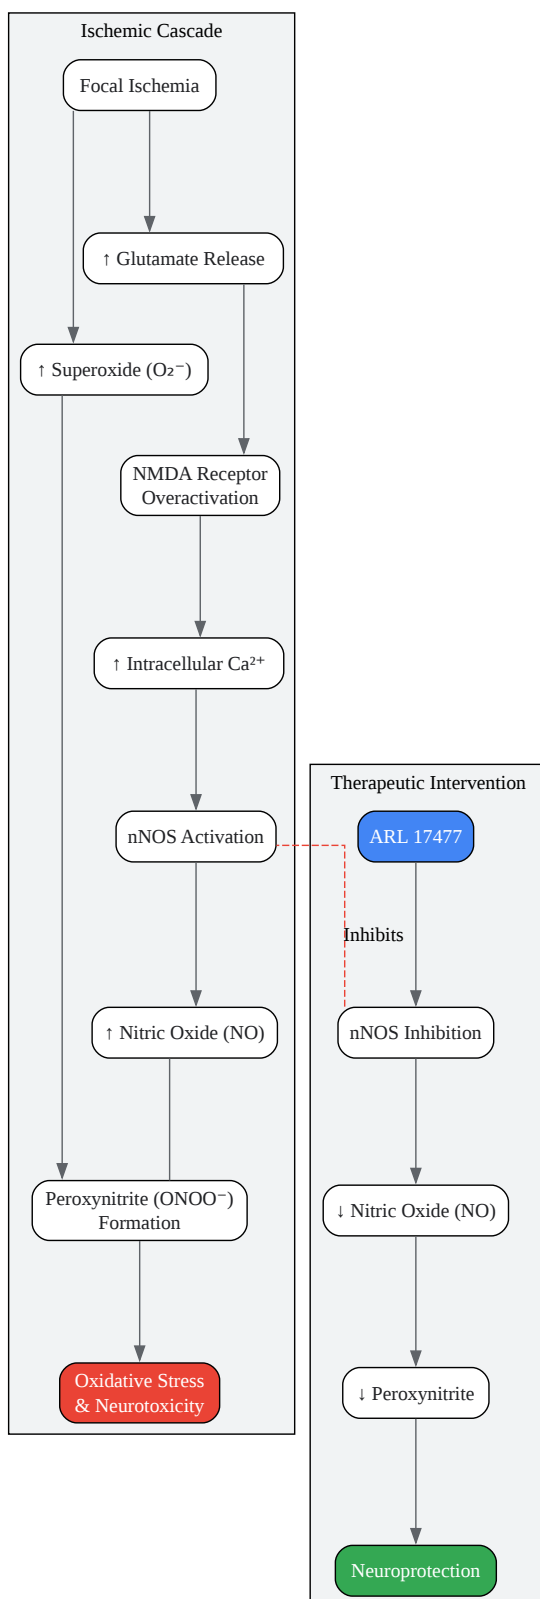 Ischemic Cascade
Focal Ischemia
↑ Glutamate Release
↑ Superoxide (O₂⁻)
NMDA Receptor
Overactivation
↑ Intracellular Ca²⁺
nNOS Activation
↑ Nitric Oxide (NO)
Peroxynitrite (ONOO⁻)
Formation
Oxidative Stress
& Neurotoxicity
Therapeutic Intervention
ARL 17477
Inhibits
nNOS Inhibition
↓ Nitric Oxide (NO)
↓ Peroxynitrite
Neuroprotection